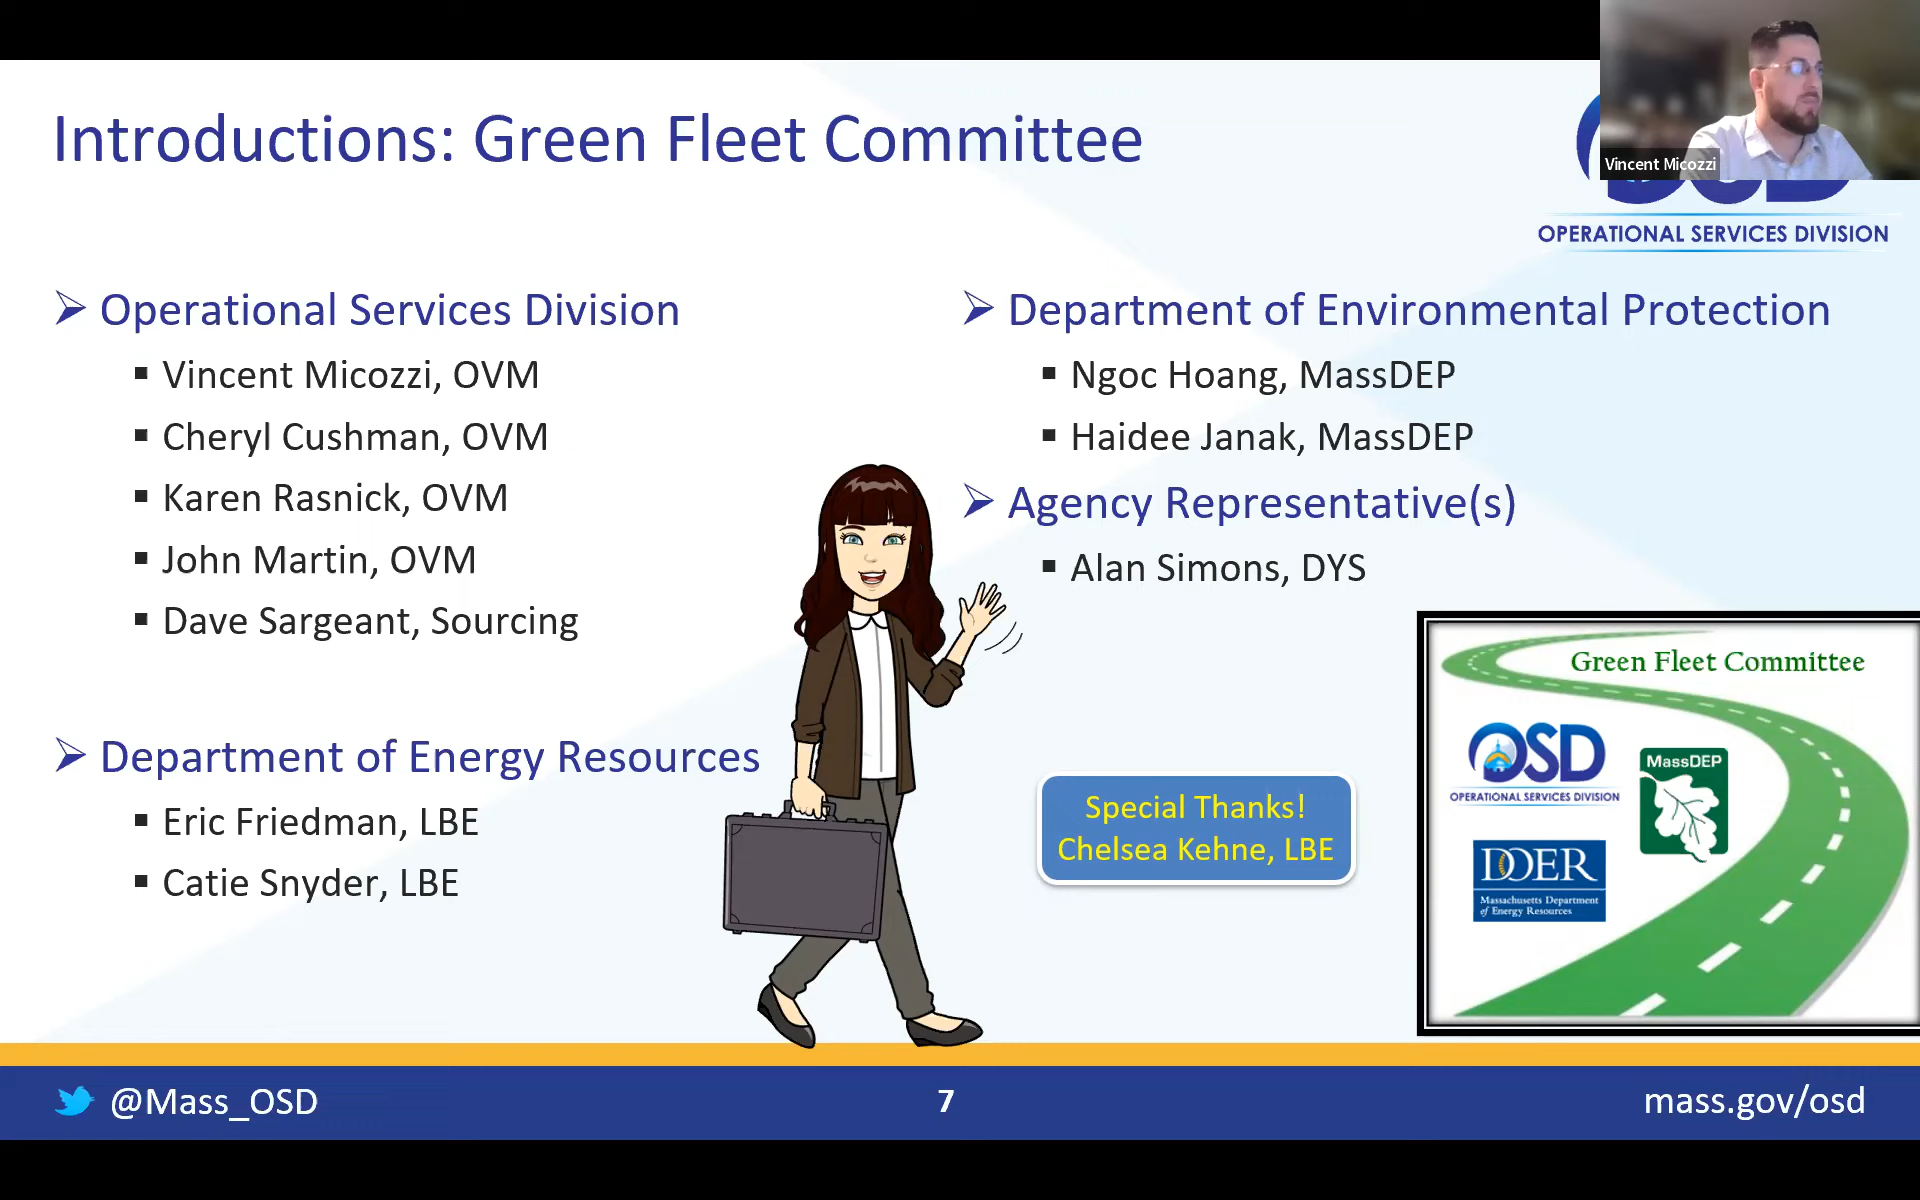 Introductions: Green Fleet Committee
Vincent Micozzi
OPERATIONAL SERVICES DIVISION
Operational Services Division
Vincent Micozzi, OVM
Cheryl Cushman, OVM
Karen Rasnick, OVM
John Martin, OVM
Dave Sargeant, Sourcing
Department of Energy Resources
Eric Friedman, LBE
Catie Snyder, LBE
Department of Environmental Protection
Ngoc Hoang, MassDEP
Haidee Janak, MassDEP
Agency Representative(s)
Alan Simons, DYS
Special Thanks!
Chelsea Kehne, LBE
Green Fleet Committee
OSD
OPERATIONAL SERVICES DIVISION
MassDEP
DOER
Massachusetts Department
of Energy Resources
@Mass_OSD
7
mass.gov/osd